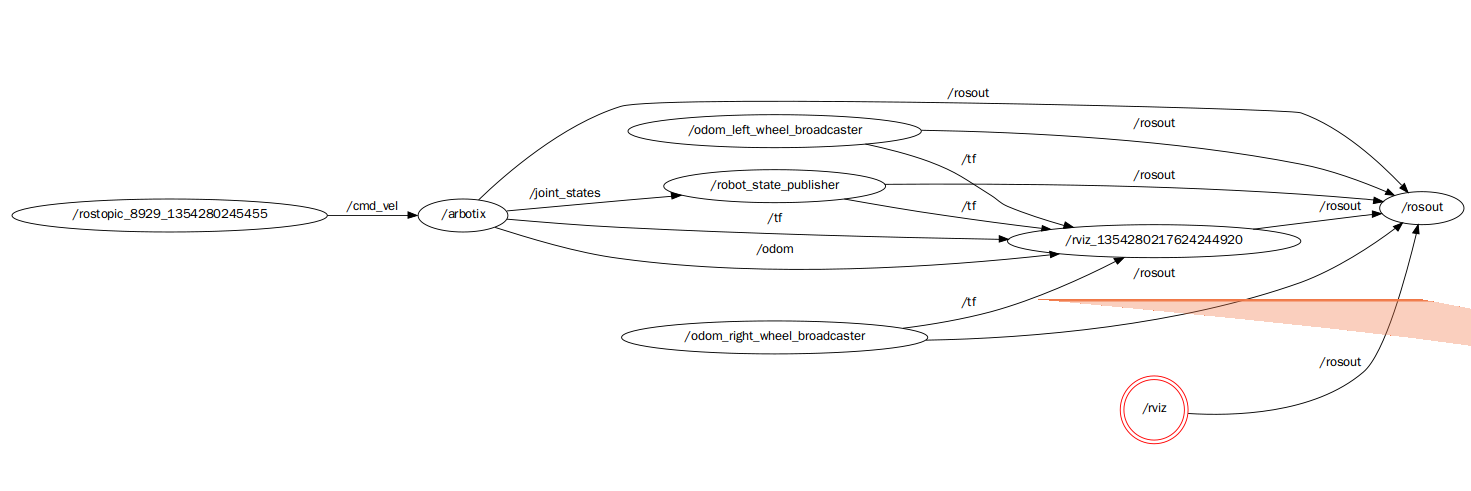 /rosout
/odom_left_wheel_broadcaster
/rosout
/tf
/rosout
/joint_states
/robot_state_publisher
/cmd_vel
/tf
/rosout
/rostopic_8929_1354280245455
/arbotix
/tf
/rosout
/rviz_1354280217624244920
/odom
/rosout
/tf
/odom_right_wheel_broadcaster
/rosout
/rviz